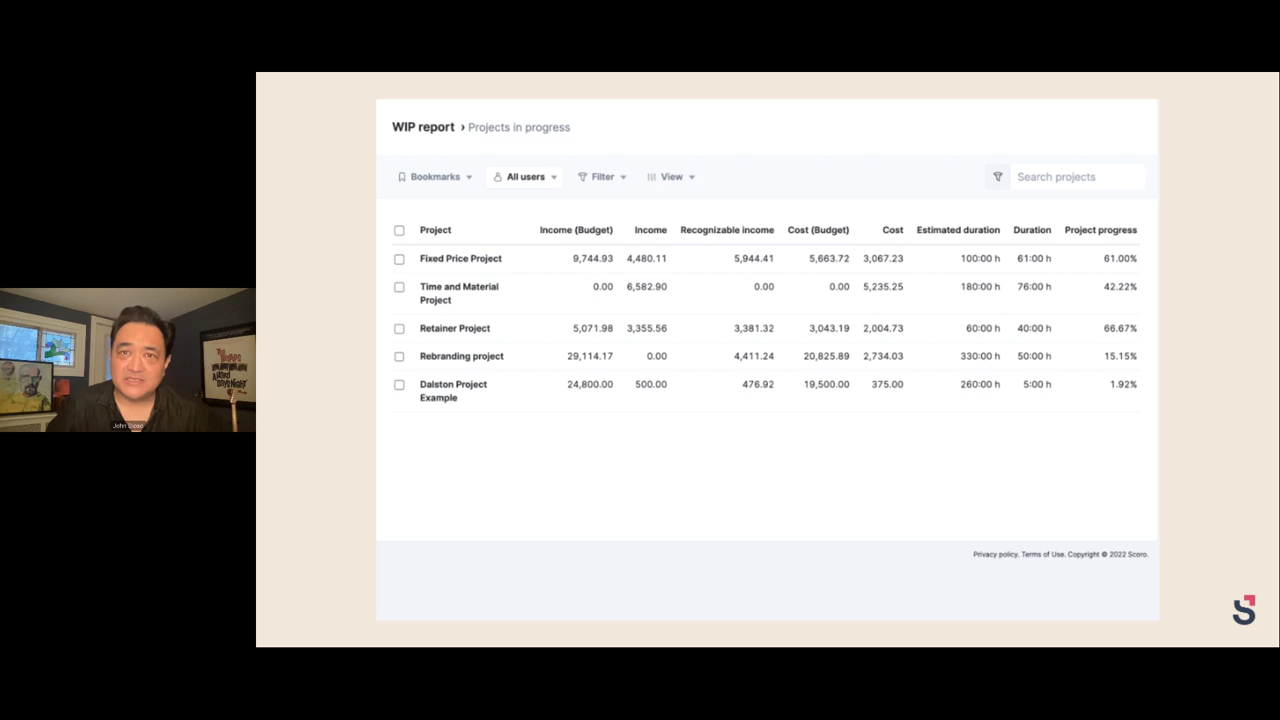 WIP report › Projects in progress
Bookmarks All users Filter View Search projects
Project Income (Budget) Income Recognizable income Cost (Budget) Cost Estimated duration Duration Project progress
Fixed Price Project 9,744.93 4,480.11 5,944.41 5,663.72 3,067.23 100:00 h 61:00 h 61.00%
Time and Material 0.00 6,582.90 0.00 0.00 5,235.25 180:00 h 76:00 h 42.22%
Project
Retainer Project 5,071.98 3,355.56 3,381.32 3,043.19 2,004.73 60:00 h 40:00 h 66.67%
Rebranding project 29,114.17 0.00 4,411.24 20,825.89 2,734.03 330:00 h 50:00 h 15.15%
Dalston Project 24,800.00 500.00 476.92 19,500.00 375.00 260:00 h 5:00 h 1.92%
Example
Privacy policy. Terms of Use. Copyright © 2022 Scoro.
A HARD
DAY'S NIGHT
John